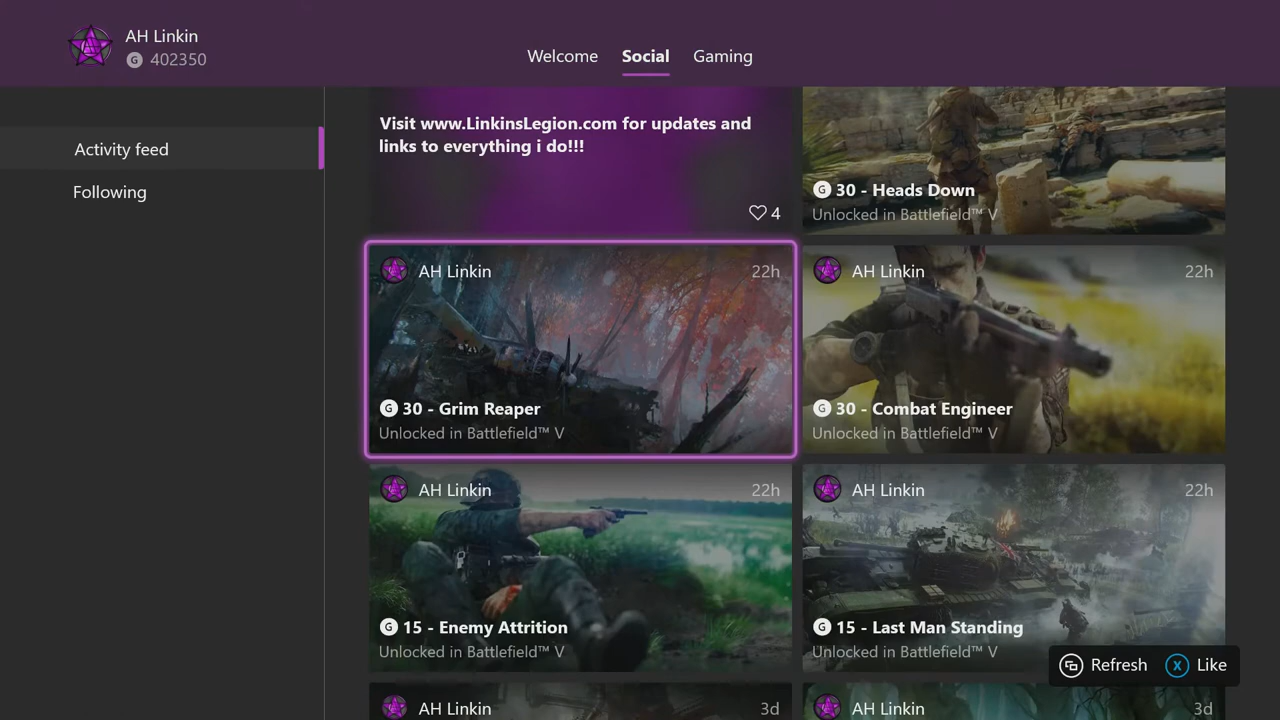 AH Linkin
G 402350
Welcome
Social
Gaming
Activity feed
Following
Visit www.LinkinsLegion.com for updates and
links to everything i do!!!
4
G 30 - Heads Down
Unlocked in Battlefield™ V
AH Linkin
22h
G 30 - Grim Reaper
Unlocked in Battlefield™ V
AH Linkin
22h
G 30 - Combat Engineer
Unlocked in Battlefield™ V
AH Linkin
22h
G 15 - Enemy Attrition
Unlocked in Battlefield™ V
AH Linkin
22h
G 15 - Last Man Standing
Unlocked in Battlefield™ V
Refresh
X Like
AH Linkin
3d
AH Linkin
3d